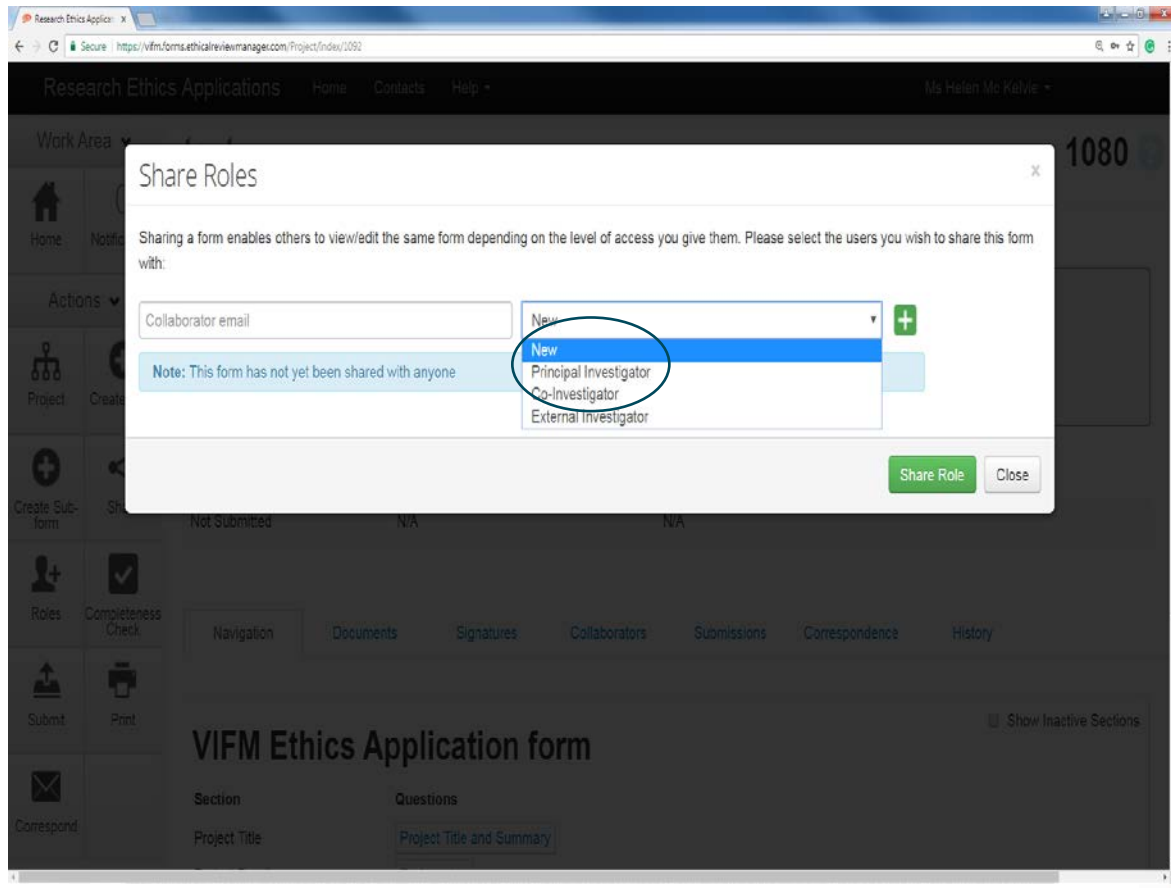 Research Ethics Applicat
Secure
https://vifm.forms.ethicalreviewmanager.com/Project/Index/1092
Research Ethics Applications Home Contacts Help
Ms Helen Mc Kelvie
Work Area
1080
Share Roles
x
Home
Notific
Sharing a form enables others to view/edit the same form depending on the level of access you give them. Please select the users you wish to share this form
with:
Actions
Collaborator email
New
New
Principal Investigator
Co-Investigator
External Investigator
Note: This form has not yet been shared with anyone
Project
Create
Share Role
Close
Create Sub-
form
Sh
Not Submitted N/A N/A
Roles
Completeness
Check
Navigation Documents Signatures Collaborators Submissions Correspondence History
Submit
Print
Show Inactive Sections
VIFM Ethics Application form
Section Questions
Correspond
Project Title Project Title and Summary